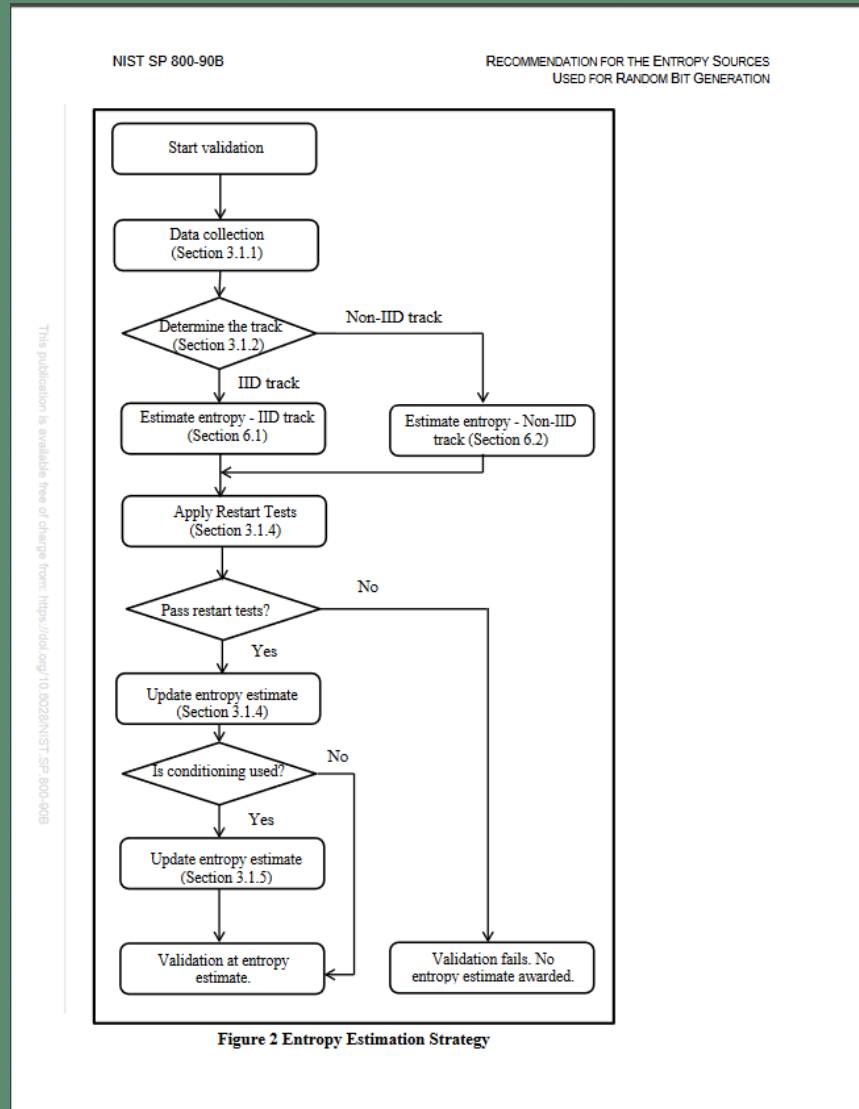 NIST SP 800-90B
RECOMMENDATION FOR THE ENTROPY SOURCES
USED FOR RANDOM BIT GENERATION
This publication is available free of charge from: https://doi.org/10.6028/NIST.SP.800-90B
Start validation
Data collection
(Section 3.1.1)
Determine the track
(Section 3.1.2)
Non-IID track
IID track
Estimate entropy - IID track
(Section 6.1)
Estimate entropy - Non-IID
track (Section 6.2)
Apply Restart Tests
(Section 3.1.4)
Pass restart tests?
No
Yes
Update entropy estimate
(Section 3.1.4)
Is conditioning used?
No
Yes
Update entropy estimate
(Section 3.1.5)
Validation at entropy
estimate.
Validation fails. No
entropy estimate awarded.
Figure 2 Entropy Estimation Strategy